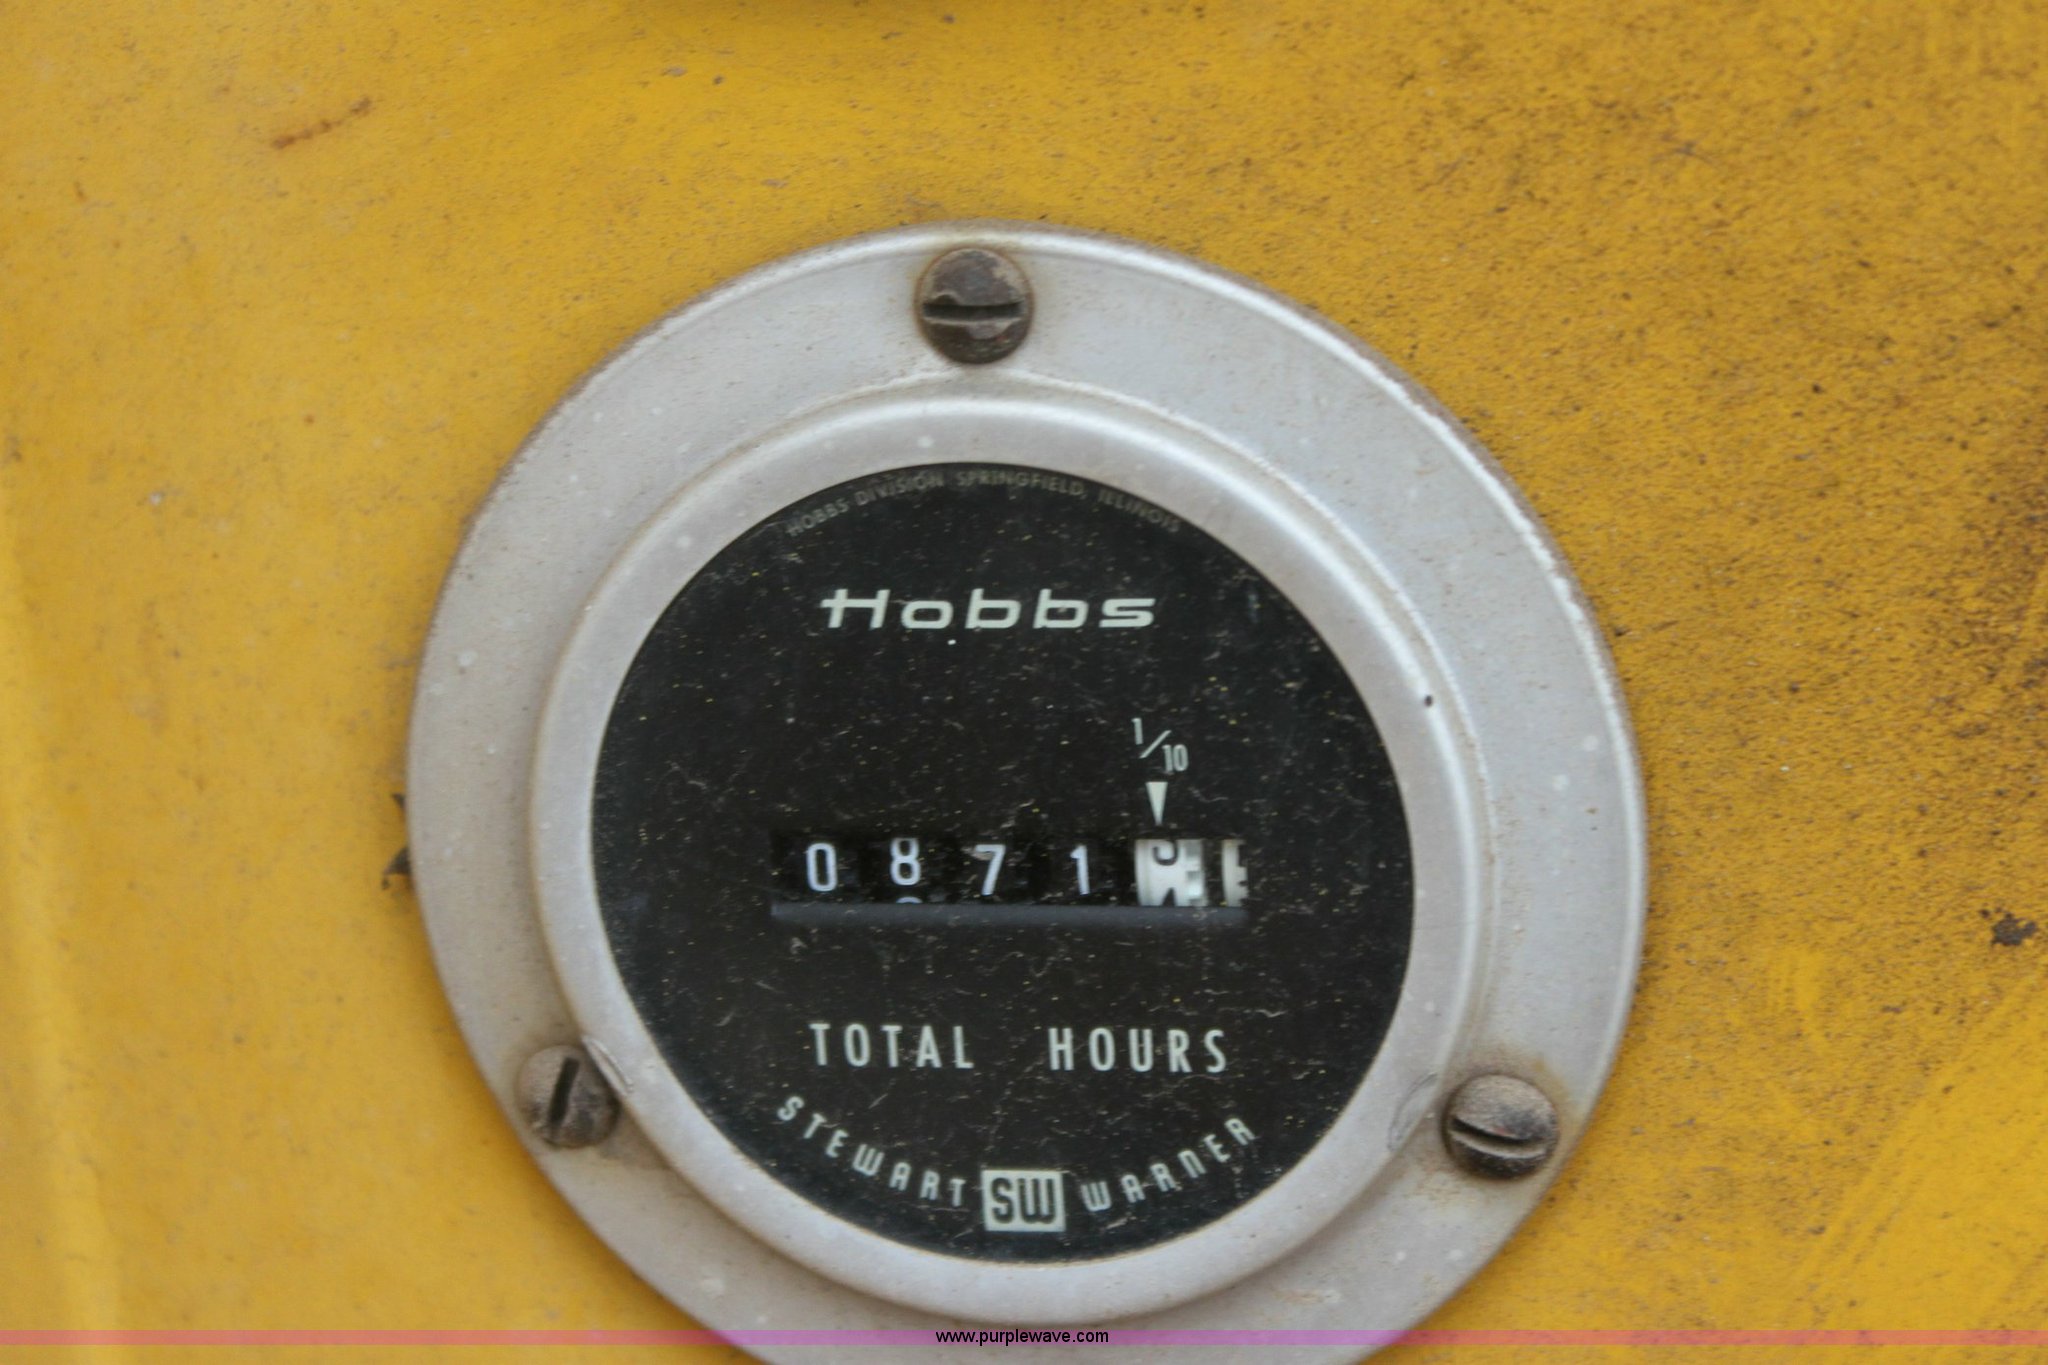 HOBBS DIVISION SPRINGFIELD, ILLINOIS
Hobbs
1/10
0871
TOTAL HOURS
STEWART SW WARNER
www.purplewave.com